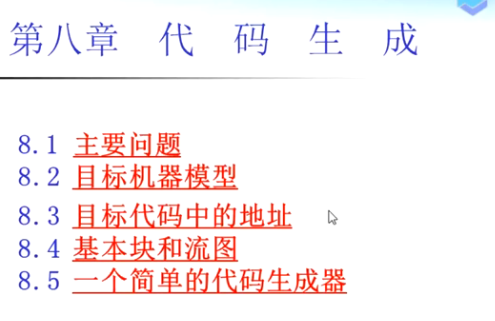 第八章 代 码 生 成
8.1 主要问题
8.2 目标机器模型
8.3 目标代码中的地址
8.4 基本块和流图
8.5 一个简单的代码生成器